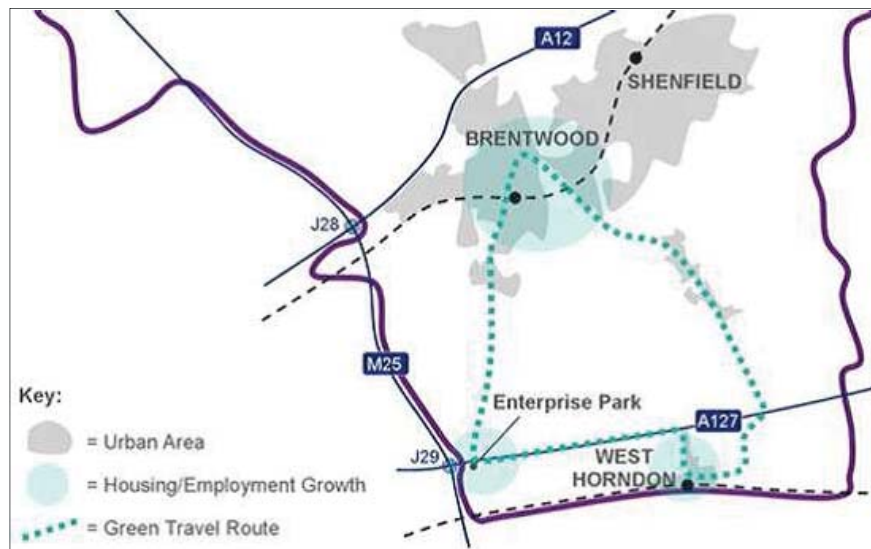 A12
SHENFIELD
BRENTWOOD
J28
M25
Key:
= Urban Area
= Housing/Employment Growth
= Green Travel Route
Enterprise Park
A127
J29
WEST
HORNDON